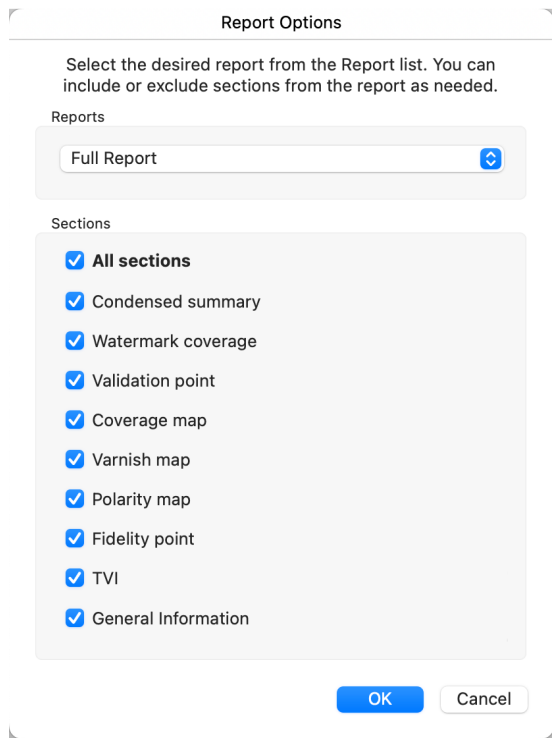 Report Options
Select the desired report from the Report list. You can
include or exclude sections from the report as needed.
Reports
Full Report
Sections
All sections
Condensed summary
Watermark coverage
Validation point
Coverage map
Varnish map
Polarity map
Fidelity point
TVI
General Information
OK
Cancel